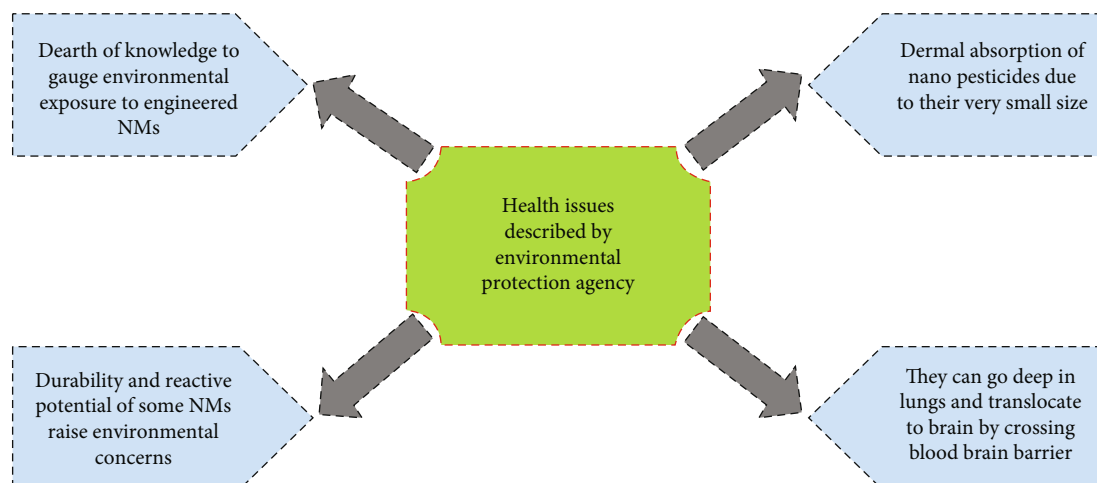 Dearth of knowledge to
gauge environmental
exposure to engineered
NMs
Dermal absorption of
nano pesticides due
to their very small size
Health issues
described by
environmental
protection agency
Durability and reactive
potential of some NMs
raise environmental
concerns
They can go deep in
lungs and translocate
to brain by crossing
blood brain barrier